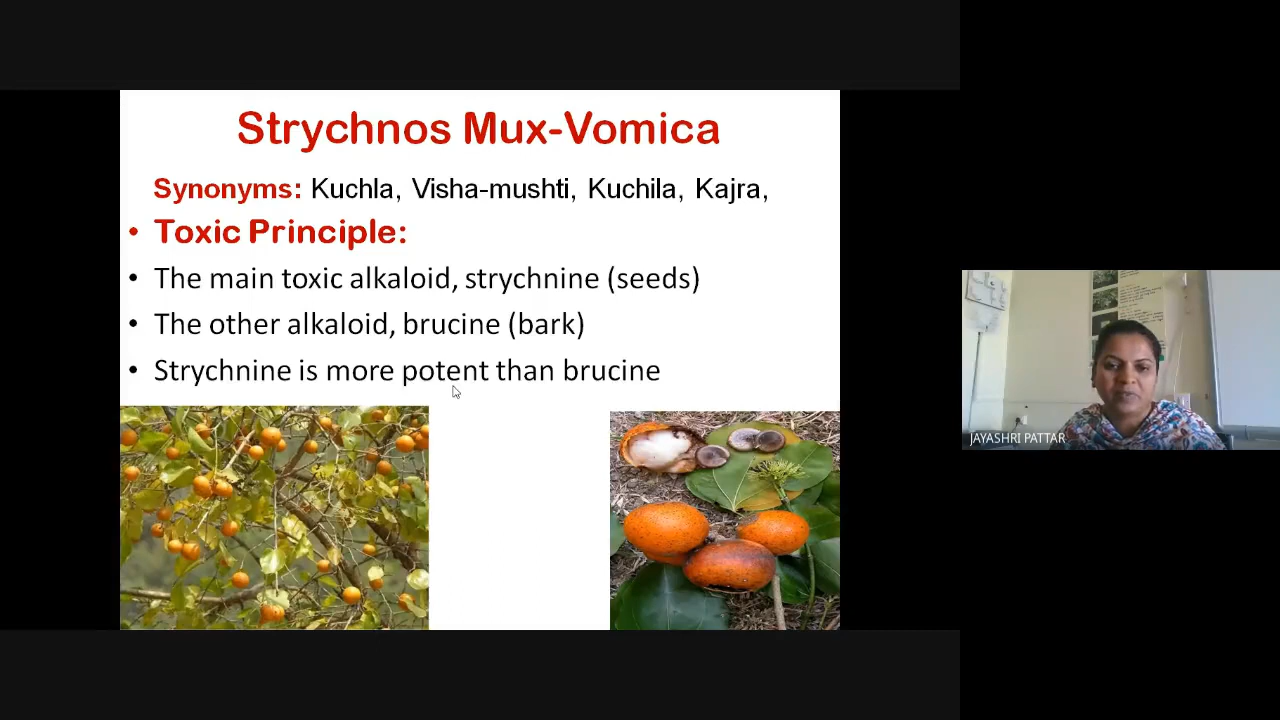 Strychnos Mux-Vomica
Synonyms: Kuchla, Visha-mushti, Kuchila, Kajra,
• Toxic Principle:
• The main toxic alkaloid, strychnine (seeds)
• The other alkaloid, brucine (bark)
• Strychnine is more potent than brucine
JAYASHRI PATTAR